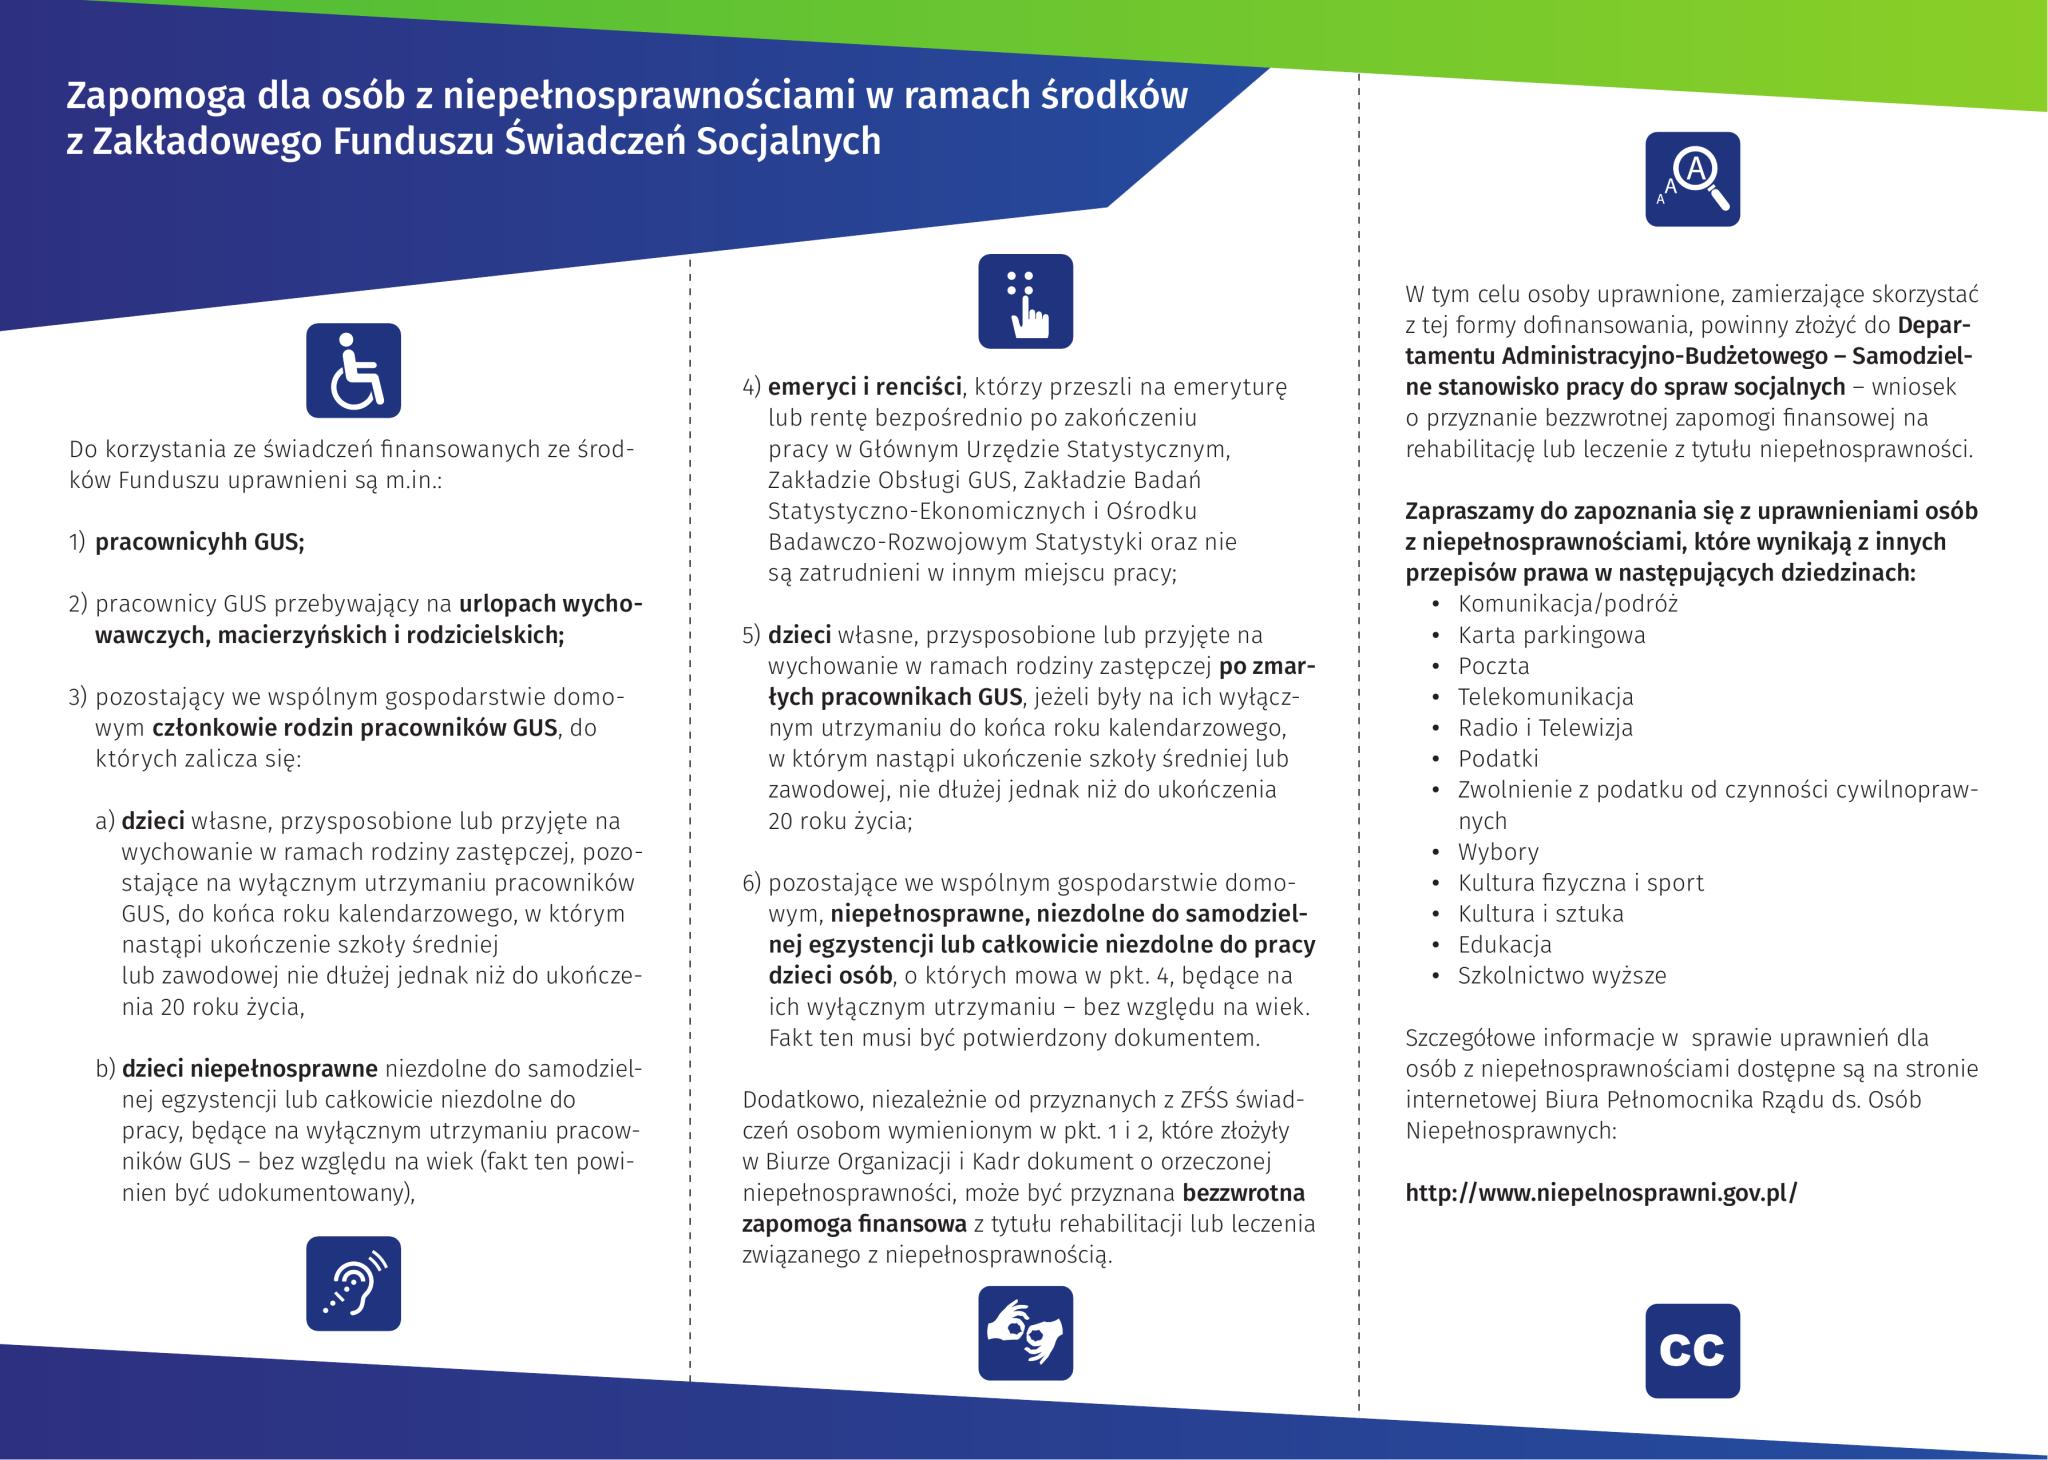 Zapomoga dla osób z niepełnosprawnościami w ramach środków
z Zakładowego Funduszu Świadczeń Socjalnych
Do korzystania ze świadczeń finansowanych ze środ-
ków Funduszu uprawnieni są m.in.:
1) pracownicyhh GUS;
2) pracownicy GUS przebywający na urlopach wycho-
wawczych, macierzyńskich i rodzicielskich;
3) pozostający we wspólnym gospodarstwie domo-
wym członkowie rodzin pracowników GUS, do
których zalicza się:
a) dzieci własne, przysposobione lub przyjęte na
wychowanie w ramach rodziny zastępczej, pozo-
stające na wyłącznym utrzymaniu pracowników
GUS, do końca roku kalendarzowego, w którym
nastąpi ukończenie szkoły średniej
lub zawodowej nie dłużej jednak niż do ukończe-
nia 20 roku życia,
b) dzieci niepełnosprawne niezdolne do samodziel-
nej egzystencji lub całkowicie niezdolne do
pracy, będące na wyłącznym utrzymaniu pracow-
ników GUS – bez względu na wiek (fakt ten powi-
nien być udokumentowany),
4) emeryci i renciści, którzy przeszli na emeryturę
lub rentę bezpośrednio po zakończeniu
pracy w Głównym Urzędzie Statystycznym,
Zakładzie Obsługi GUS, Zakładzie Badań
Statystyczno-Ekonomicznych i Ośrodku
Badawczo-Rozwojowym Statystyki oraz nie
są zatrudnieni w innym miejscu pracy;
5) dzieci własne, przysposobione lub przyjęte na
wychowanie w ramach rodziny zastępczej po zmar-
łych pracownikach GUS, jeżeli były na ich wyłącz-
nym utrzymaniu do końca roku kalendarzowego,
w którym nastąpi ukończenie szkoły średniej lub
zawodowej, nie dłużej jednak niż do ukończenia
20 roku życia;
6) pozostające we wspólnym gospodarstwie domo-
wym, niepełnosprawne, niezdolne do samodziel-
nej egzystencji lub całkowicie niezdolne do pracy
dzieci osób, o których mowa w pkt. 4, będące na
ich wyłącznym utrzymaniu – bez względu na wiek.
Fakt ten musi być potwierdzony dokumentem.
Dodatkowo, niezależnie od przyznanych z ZFŚS świad-
czeń osobom wymienionym w pkt. 1 i 2, które złożyły
w Biurze Organizacji i Kadr dokument o orzeczonej
niepełnosprawności, może być przyznana bezzwrotna
zapomoga finansowa z tytułu rehabilitacji lub leczenia
związanego z niepełnosprawnością.
A A A
W tym celu osoby uprawnione, zamierzające skorzystać
z tej formy dofinansowania, powinny złożyć do Depar-
tamentu Administracyjno-Budżetowego – Samodziel-
ne stanowisko pracy do spraw socjalnych – wniosek
o przyznanie bezzwrotnej zapomogi finansowej na
rehabilitację lub leczenie z tytułu niepełnosprawności.
Zapraszamy do zapoznania się z uprawnieniami osób
z niepełnosprawnościami, które wynikają z innych
przepisów prawa w następujących dziedzinach:
• Komunikacja/podróż
• Karta parkingowa
• Poczta
• Telekomunikacja
• Radio i Telewizja
• Podatki
• Zwolnienie z podatku od czynności cywilnopraw-
nych
• Wybory
• Kultura fizyczna i sport
• Kultura i sztuka
• Edukacja
• Szkolnictwo wyższe
Szczegółowe informacje w  sprawie uprawnień dla
osób z niepełnosprawnościami dostępne są na stronie
internetowej Biura Pełnomocnika Rządu ds. Osób
Niepełnosprawnych:
http://www.niepelnosprawni.gov.pl/
CC